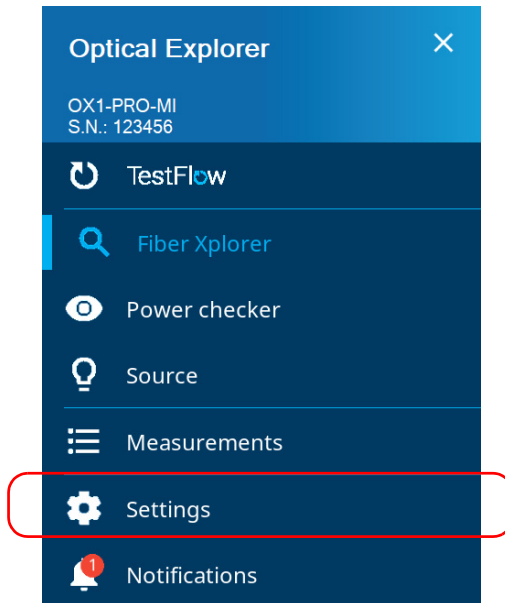 Optical Explorer
OX1-PRO-MI
S.N.: 123456
TestFlow
Fiber Xplorer
Power checker
Source
Measurements
Settings
1
Notifications